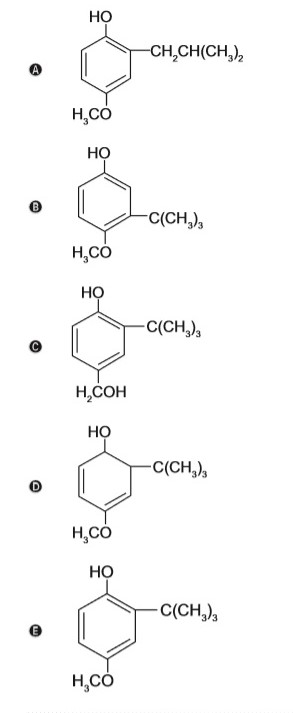 HO
A
CH₂CH(CH₃)₂
H₃CO
HO
B
C(CH₃)₃
H₃CO
HO
C(CH₃)₃
C
H₂COH
HO
C(CH₃)₃
D
H₃CO
HO
C(CH₃)₃
E
H₃CO